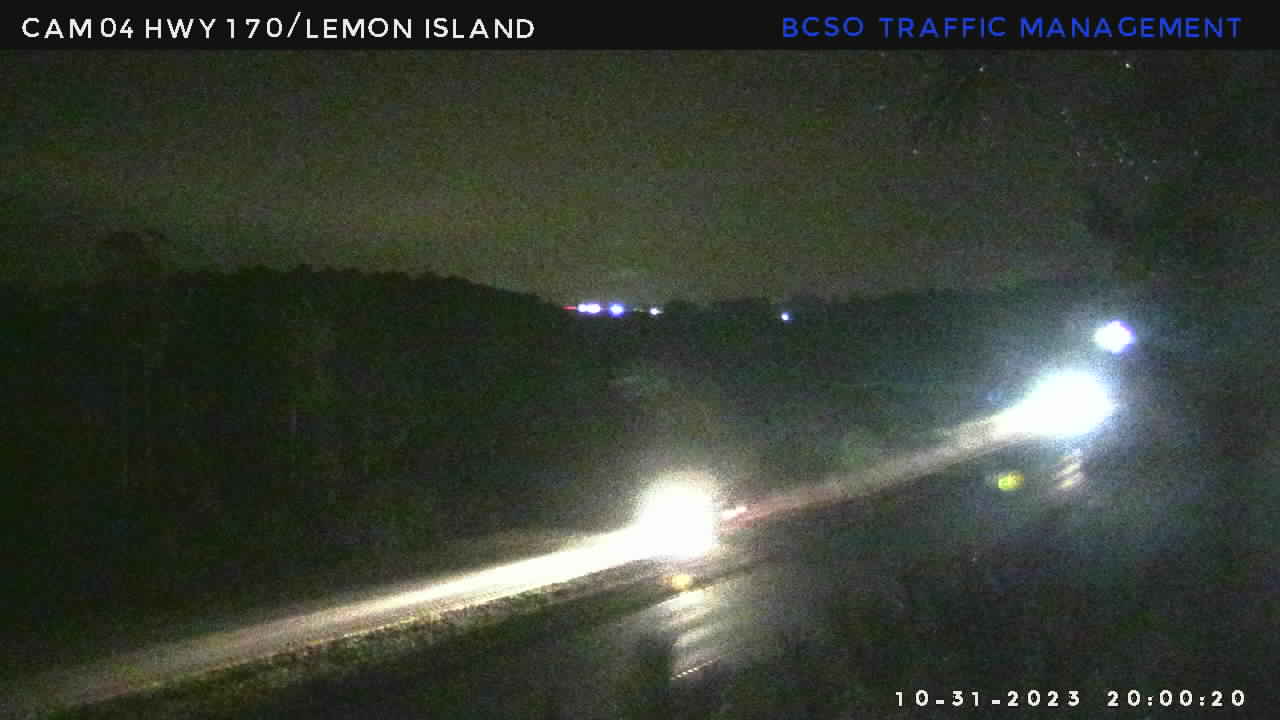 CAM04 HWY 170/LEMON ISLAND
BCSO TRAFFIC MANAGEMENT
10-31-2023 20:00:20